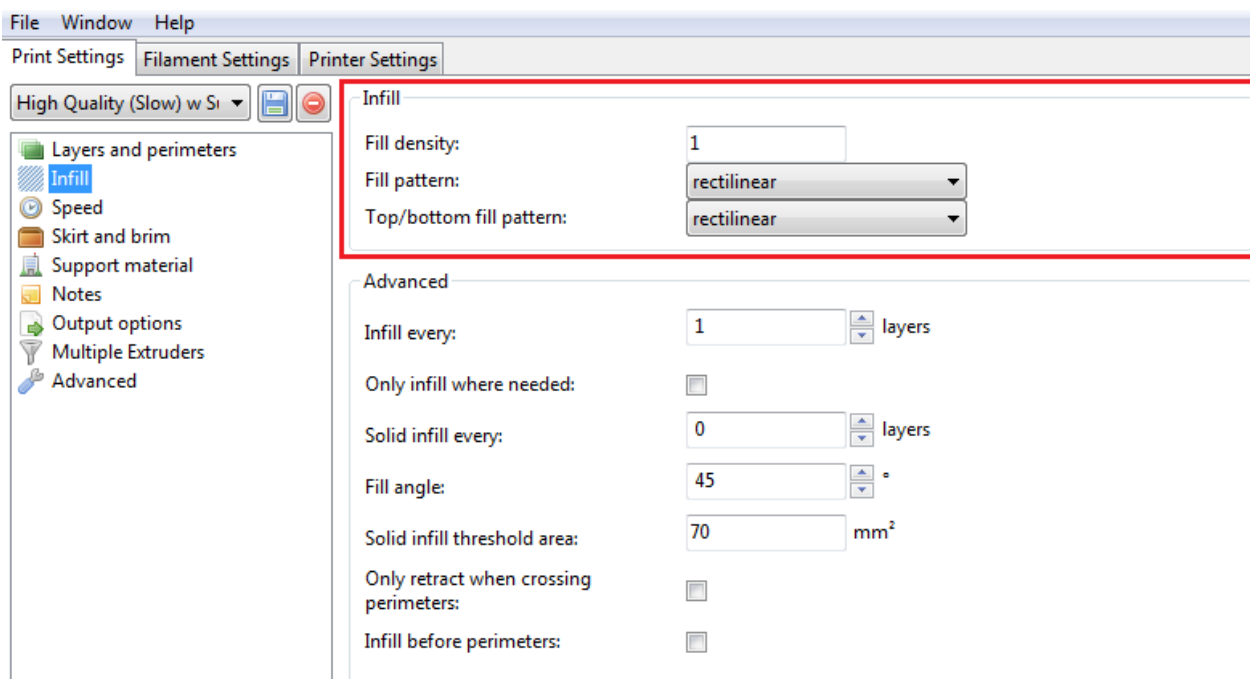 File Window Help
Print Settings Filament Settings Printer Settings
High Quality (Slow) w Su
Layers and perimeters
Infill
Speed
Skirt and brim
Support material
Notes
Output options
Multiple Extruders
Advanced
Infill
Fill density: 1
Fill pattern: rectilinear
Top/bottom fill pattern: rectilinear
Advanced
Infill every: 1 layers
Only infill where needed:
Solid infill every: 0 layers
Fill angle: 45 °
Solid infill threshold area: 70 mm²
Only retract when crossing
perimeters:
Infill before perimeters: